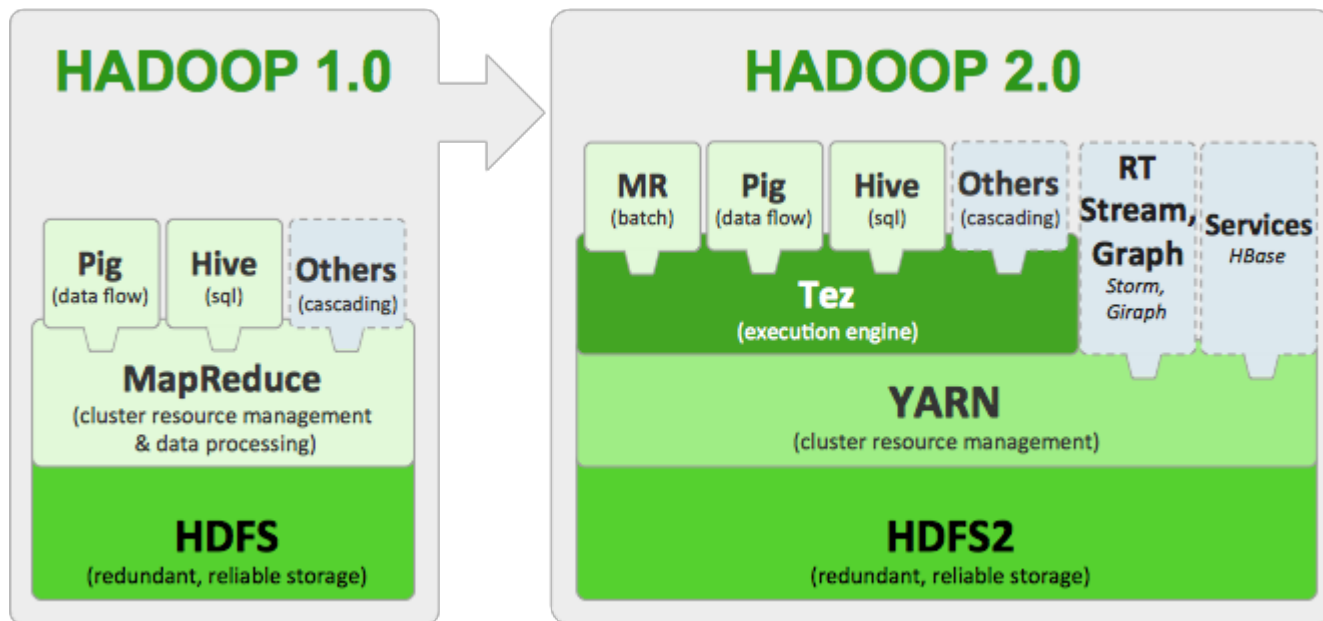 HADOOP 1.0
Pig
(data flow)
Hive
(sql)
Others
(cascading)
MapReduce
(cluster resource management
& data processing)
HDFS
(redundant, reliable storage)
HADOOP 2.0
MR
(batch)
Pig
(data flow)
Hive
(sql)
Others
(cascading)
RT
Stream,
Graph
Storm,
Giraph
Services
HBase
Tez
(execution engine)
YARN
(cluster resource management)
HDFS2
(redundant, reliable storage)